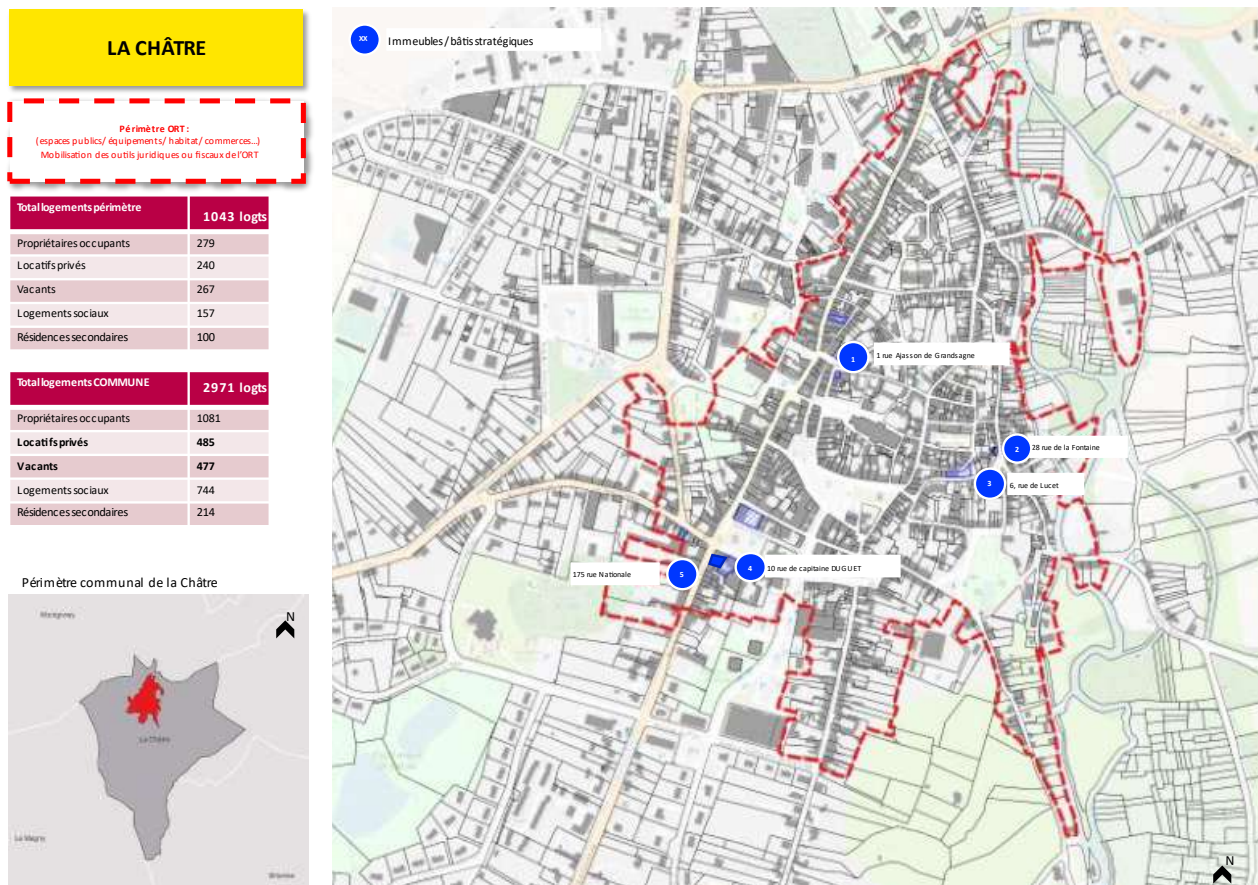 LA CHÂTRE
Périmètre ORT :
(espaces publics/ équipements/ habitat/ commerces...)
Mobilisation des outils juridiques ou fiscaux de l'ORT
Total logements périmètre 1043 logts
Propriétaires occupants 279
Locatifs privés 240
Vacants 267
Logements sociaux 157
Résidences secondaires 100
Total logements COMMUNE 2971 logts
Propriétaires occupants 1081
Locatifs privés 485
Vacants 477
Logements sociaux 744
Résidences secondaires 214
Périmètre communal de la Châtre
N
La Châtre
XX Immeubles / bâtis stratégiques
1 1 rue Ajasson de Grandsagne
2 28 rue de la Fontaine
3 6, rue de Lucet
175 rue Nationale 5
4 10 rue de capitaine DUGUET
N